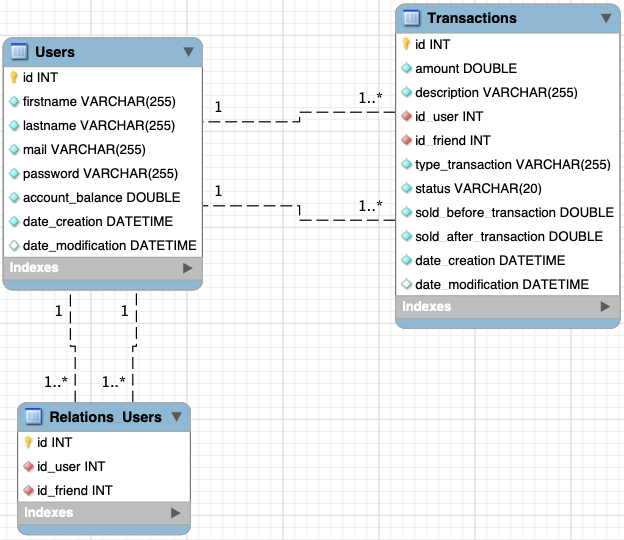 Users
id INT
firstname VARCHAR(255)
lastname VARCHAR(255)
mail VARCHAR(255)
password VARCHAR(255)
account_balance DOUBLE
date_creation DATETIME
date_modification DATETIME
Indexes
1
1..*
1
1..*
Transactions
id INT
amount DOUBLE
description VARCHAR(255)
id_user INT
id_friend INT
type_transaction VARCHAR(255)
status VARCHAR(20)
sold_before_transaction DOUBLE
sold_after_transaction DOUBLE
date_creation DATETIME
date_modification DATETIME
Indexes
1
1
1..*
1..*
Relations_Users
id INT
id_user INT
id_friend INT
Indexes